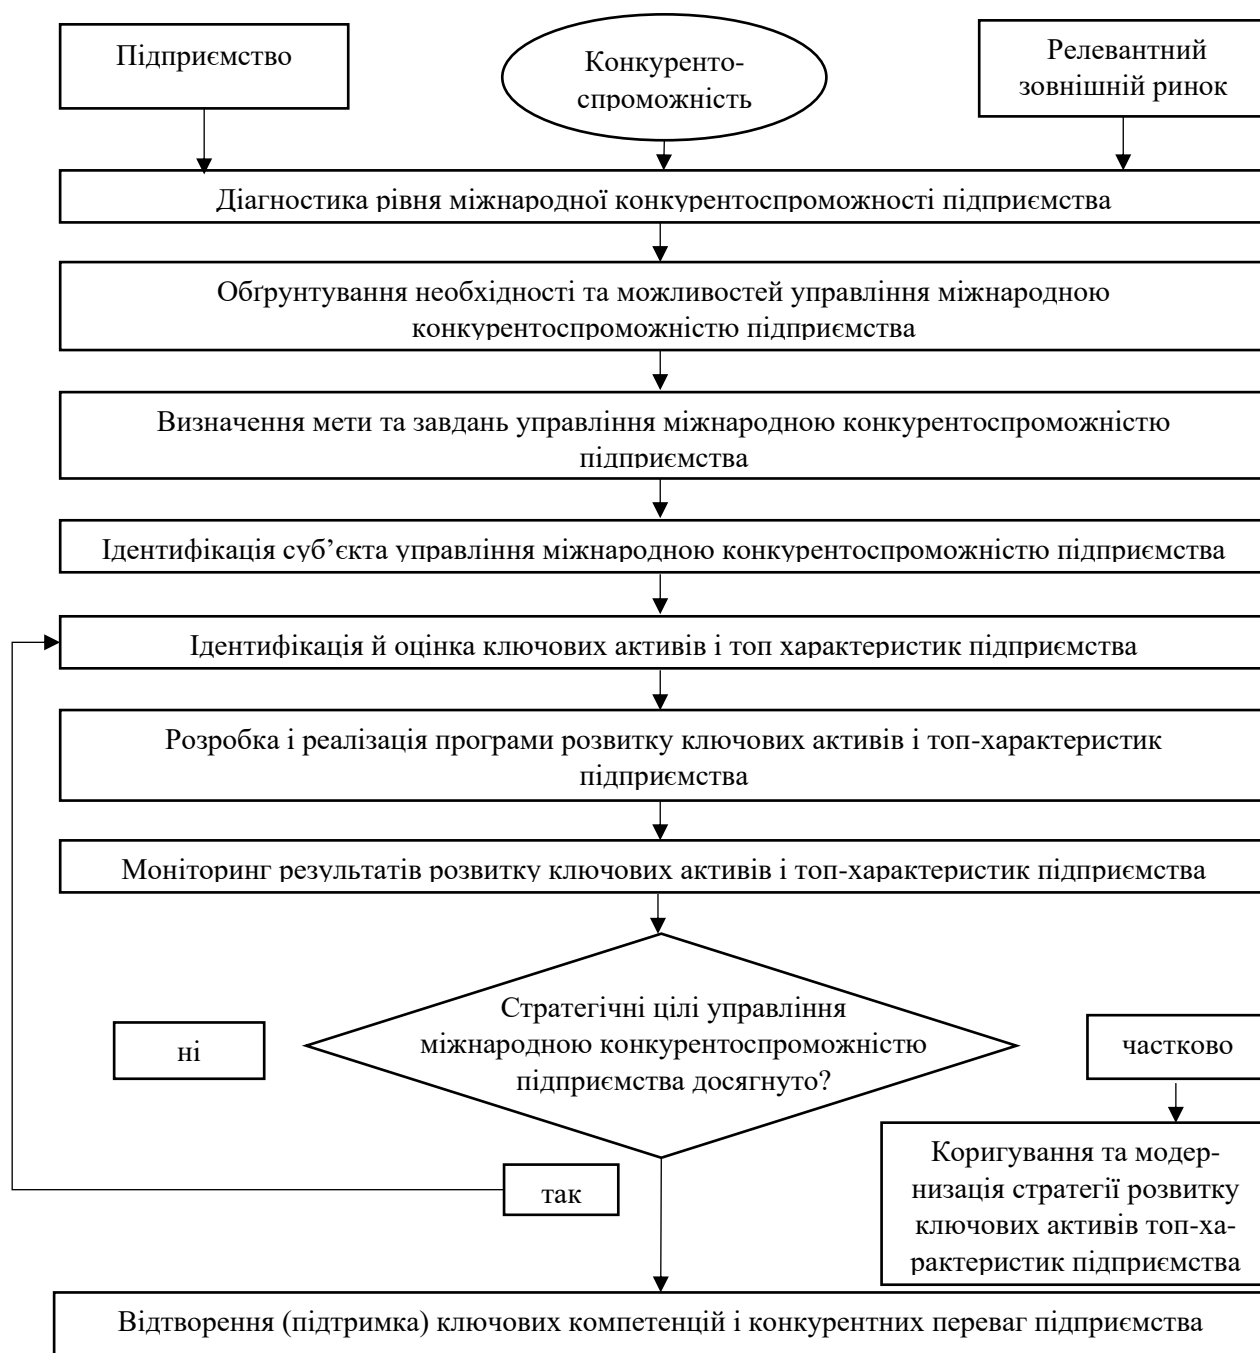 Підприємство
Конкуренто-
спроможність
Релевантний
зовнішній ринок
Діагностика рівня міжнародної конкурентоспроможності підприємства
Обґрунтування необхідності та можливостей управління міжнародною
конкурентоспроможністю підприємства
Визначення мети та завдань управління міжнародною конкурентоспроможністю
підприємства
Ідентифікація суб’єкта управління міжнародною конкурентоспроможністю підприємства
Ідентифікація й оцінка ключових активів і топ характеристик підприємства
Розробка і реалізація програми розвитку ключових активів і топ-характеристик
підприємства
Моніторинг результатів розвитку ключових активів і топ-характеристик підприємства
Стратегічні цілі управління
міжнародною конкурентоспроможністю
підприємства досягнуто?
ні
частково
так
Коригування та модер-
низація стратегії розвитку
ключових активів топ-ха-
рактеристик підприємства
Відтворення (підтримка) ключових компетенцій і конкурентних переваг підприємства